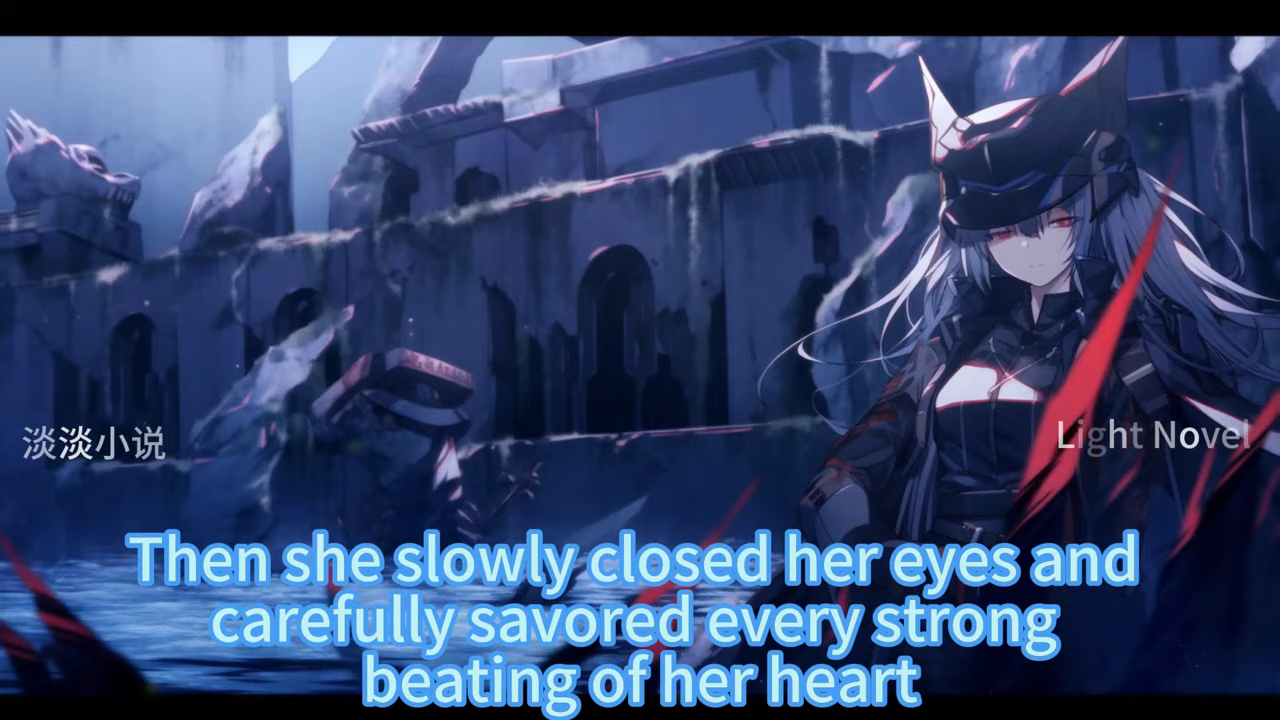 淡淡小说
Light Novel
Then she slowly closed her eyes and
carefully savored every strong
beating of her heart